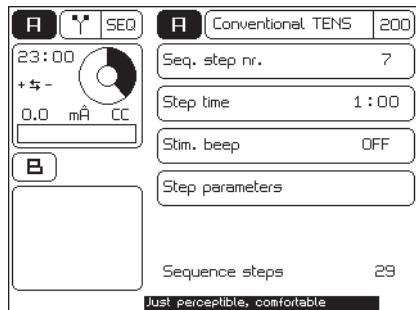 A SEQ
23:00
+ ⇆ -
0.0 mÂ CC
B
A Conventional TENS 200
Seq. step nr. 7
Step time 1:00
Stim. beep OFF
Step parameters
Sequence steps 29
Just perceptible, comfortable